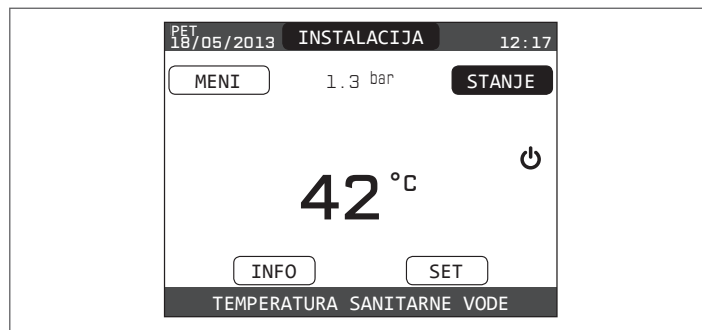 PET
18/05/2013 INSTALACIJA 12:17
MENI 1.3 bar STANJE
42 °C
INFO SET
TEMPERATURA SANITARNE VODE